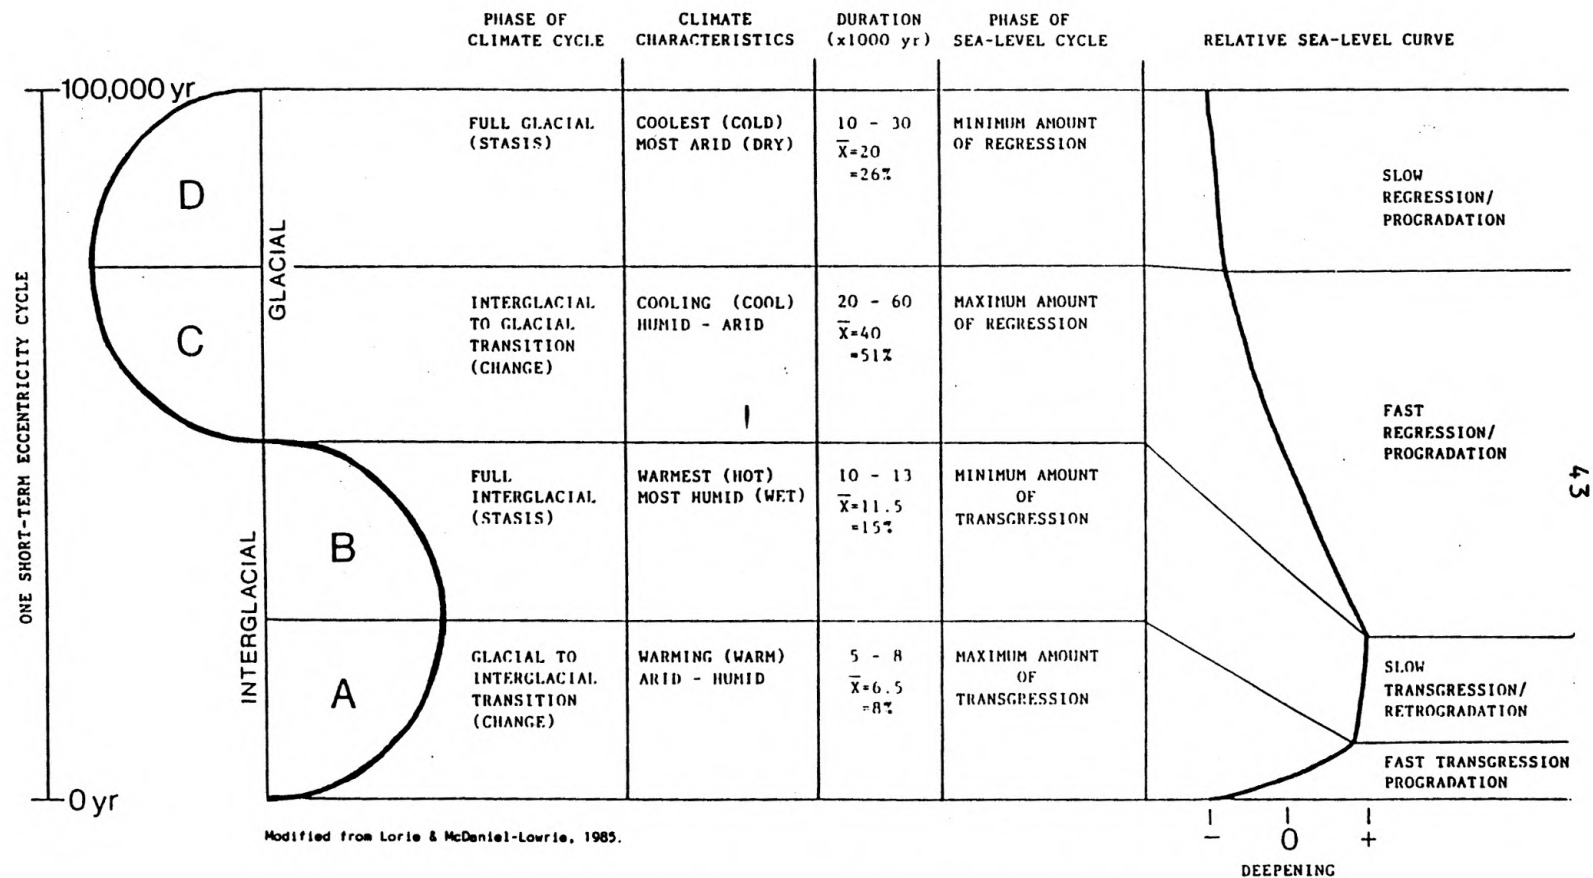 PHASE OF
CLIMATE CYCLE
CLIMATE
CHARACTERISTICS
DURATION
(x1000 yr)
PHASE OF
SEA-LEVEL CYCLE
RELATIVE SEA-LEVEL CURVE
100,000 yr
ONE SHORT-TERM ECCENTRICITY CYCLE
0 yr
GLACIAL
INTERGLACIAL
D
FULL GLACIAL
(STASIS)
COOLEST (COLD)
MOST ARID (DRY)
10 - 30
X̅=20
=26%
MINIMUM AMOUNT
OF REGRESSION
SLOW
REGRESSION/
PROGRADATION
C
INTERGLACIAL
TO GLACIAL
TRANSITION
(CHANGE)
COOLING (COOL)
HUMID - ARID
20 - 60
X̅=40
=51%
MAXIMUM AMOUNT
OF REGRESSION
FAST
REGRESSION/
PROGRADATION
B
FULL
INTERGLACIAL
(STASIS)
WARMEST (HOT)
MOST HUMID (WET)
10 - 13
X̅=11.5
=15%
MINIMUM AMOUNT
OF
TRANSGRESSION
SLOW
TRANSGRESSION/
RETROGRADATION
A
GLACIAL TO
INTERGLACIAL
TRANSITION
(CHANGE)
WARMING (WARM)
ARID - HUMID
5 - 8
X̅=6.5
=8%
MAXIMUM AMOUNT
OF
TRANSGRESSION
FAST TRANSGRESSION
PROGRADATION
- 0 +
DEEPENING
Modified from Lorie & McDaniel-Lowrie, 1985.
43